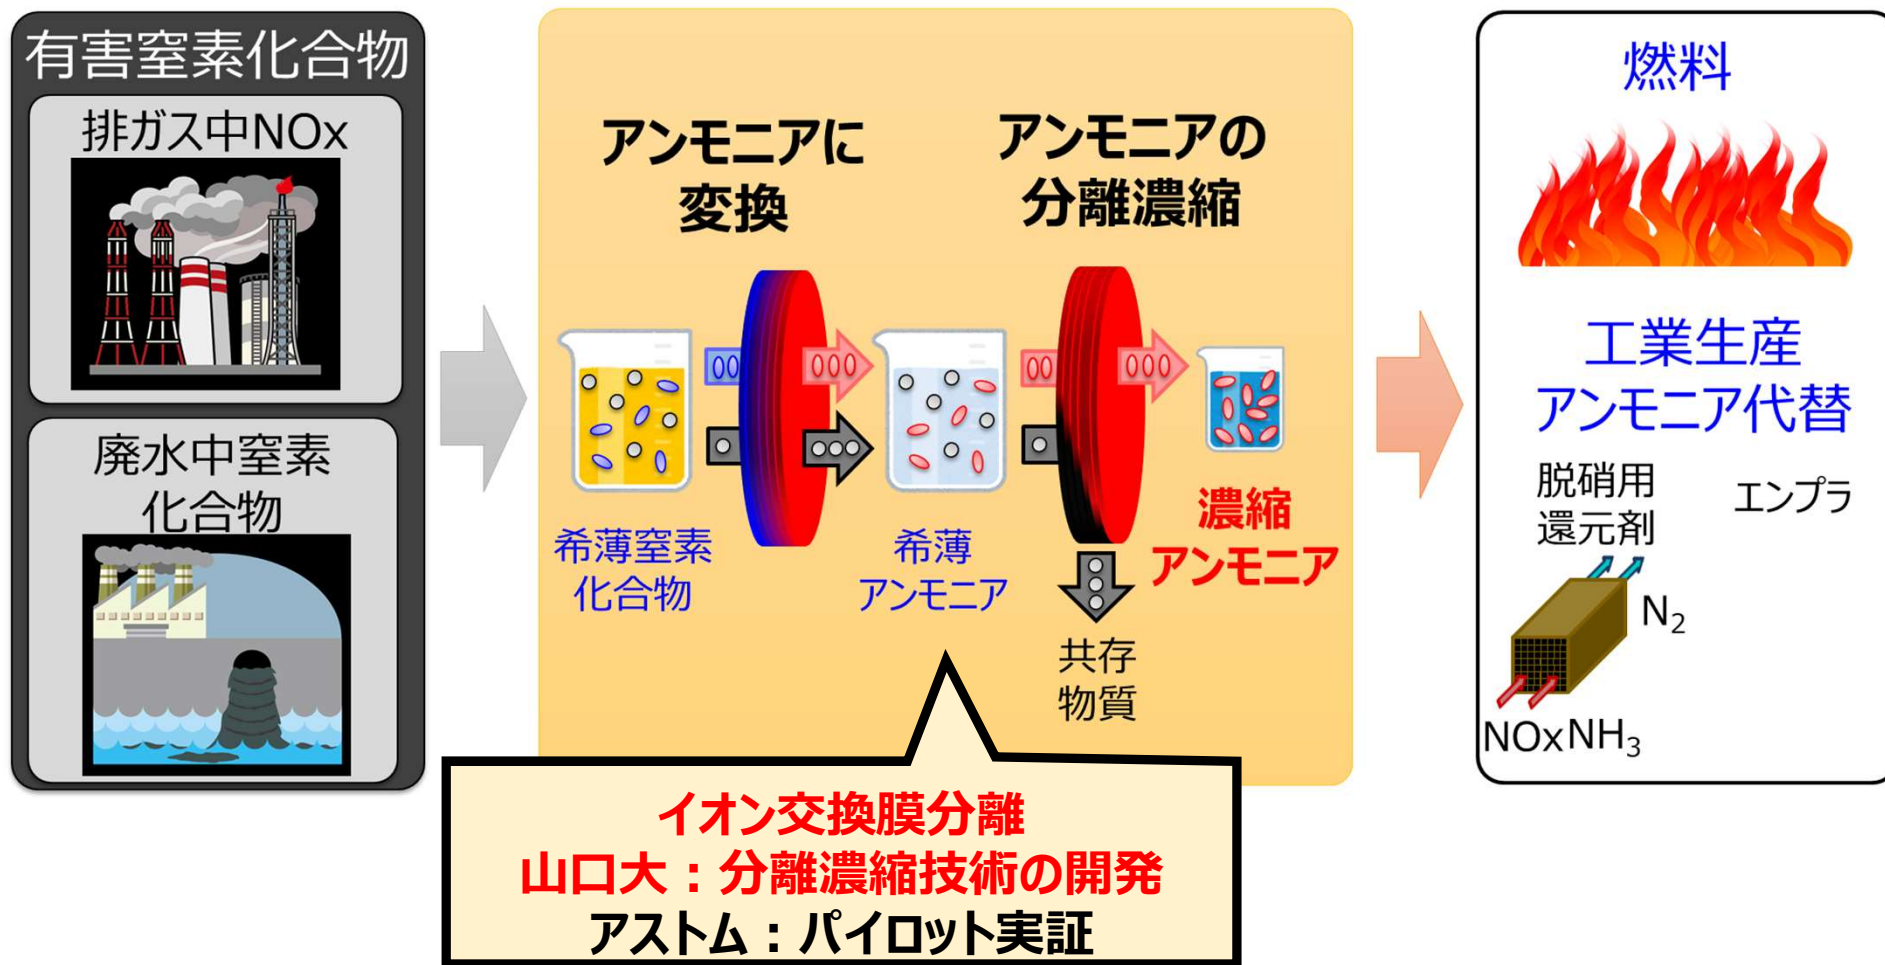 有害窒素化合物
排ガス中NOx
廃水中窒素
化合物
アンモニアに
変換
アンモニアの
分離濃縮
希薄窒素
化合物
希薄
アンモニア
濃縮
アンモニア
共存
物質
イオン交換膜分離
山口大:分離濃縮技術の開発
アストム:パイロット実証
燃料
工業生産
アンモニア代替
脱硝用
還元剤
エンプラ
N₂
NOx NH₃